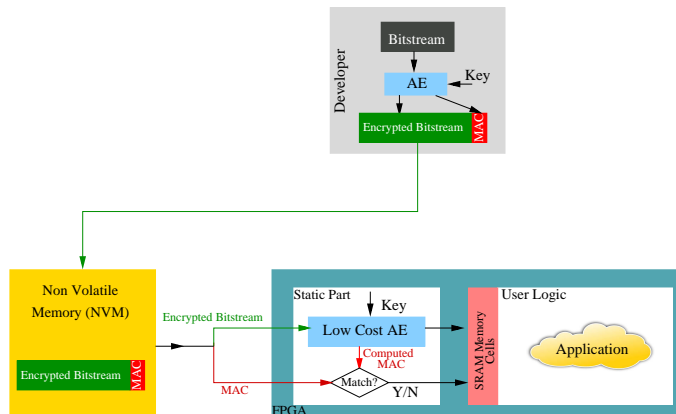 Developer
Bitstream
AE
Key
Encrypted Bitstream
MAC
Non Volatile
Memory (NVM)
Encrypted Bitstream
MAC
Encrypted Bitstream
MAC
Static Part
Key
Low Cost AE
Computed
MAC
Match?
Y/N
FPGA
SRAM Memory
Cells
User Logic
Application